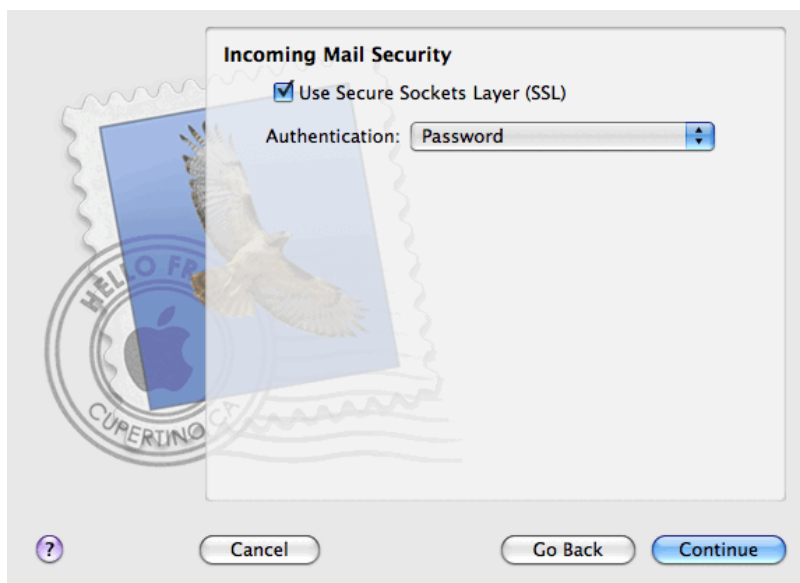 Incoming Mail Security
Use Secure Sockets Layer (SSL)
Authentication: Password
HELLO FR
CUPERTINO CA
?
Cancel
Go Back
Continue